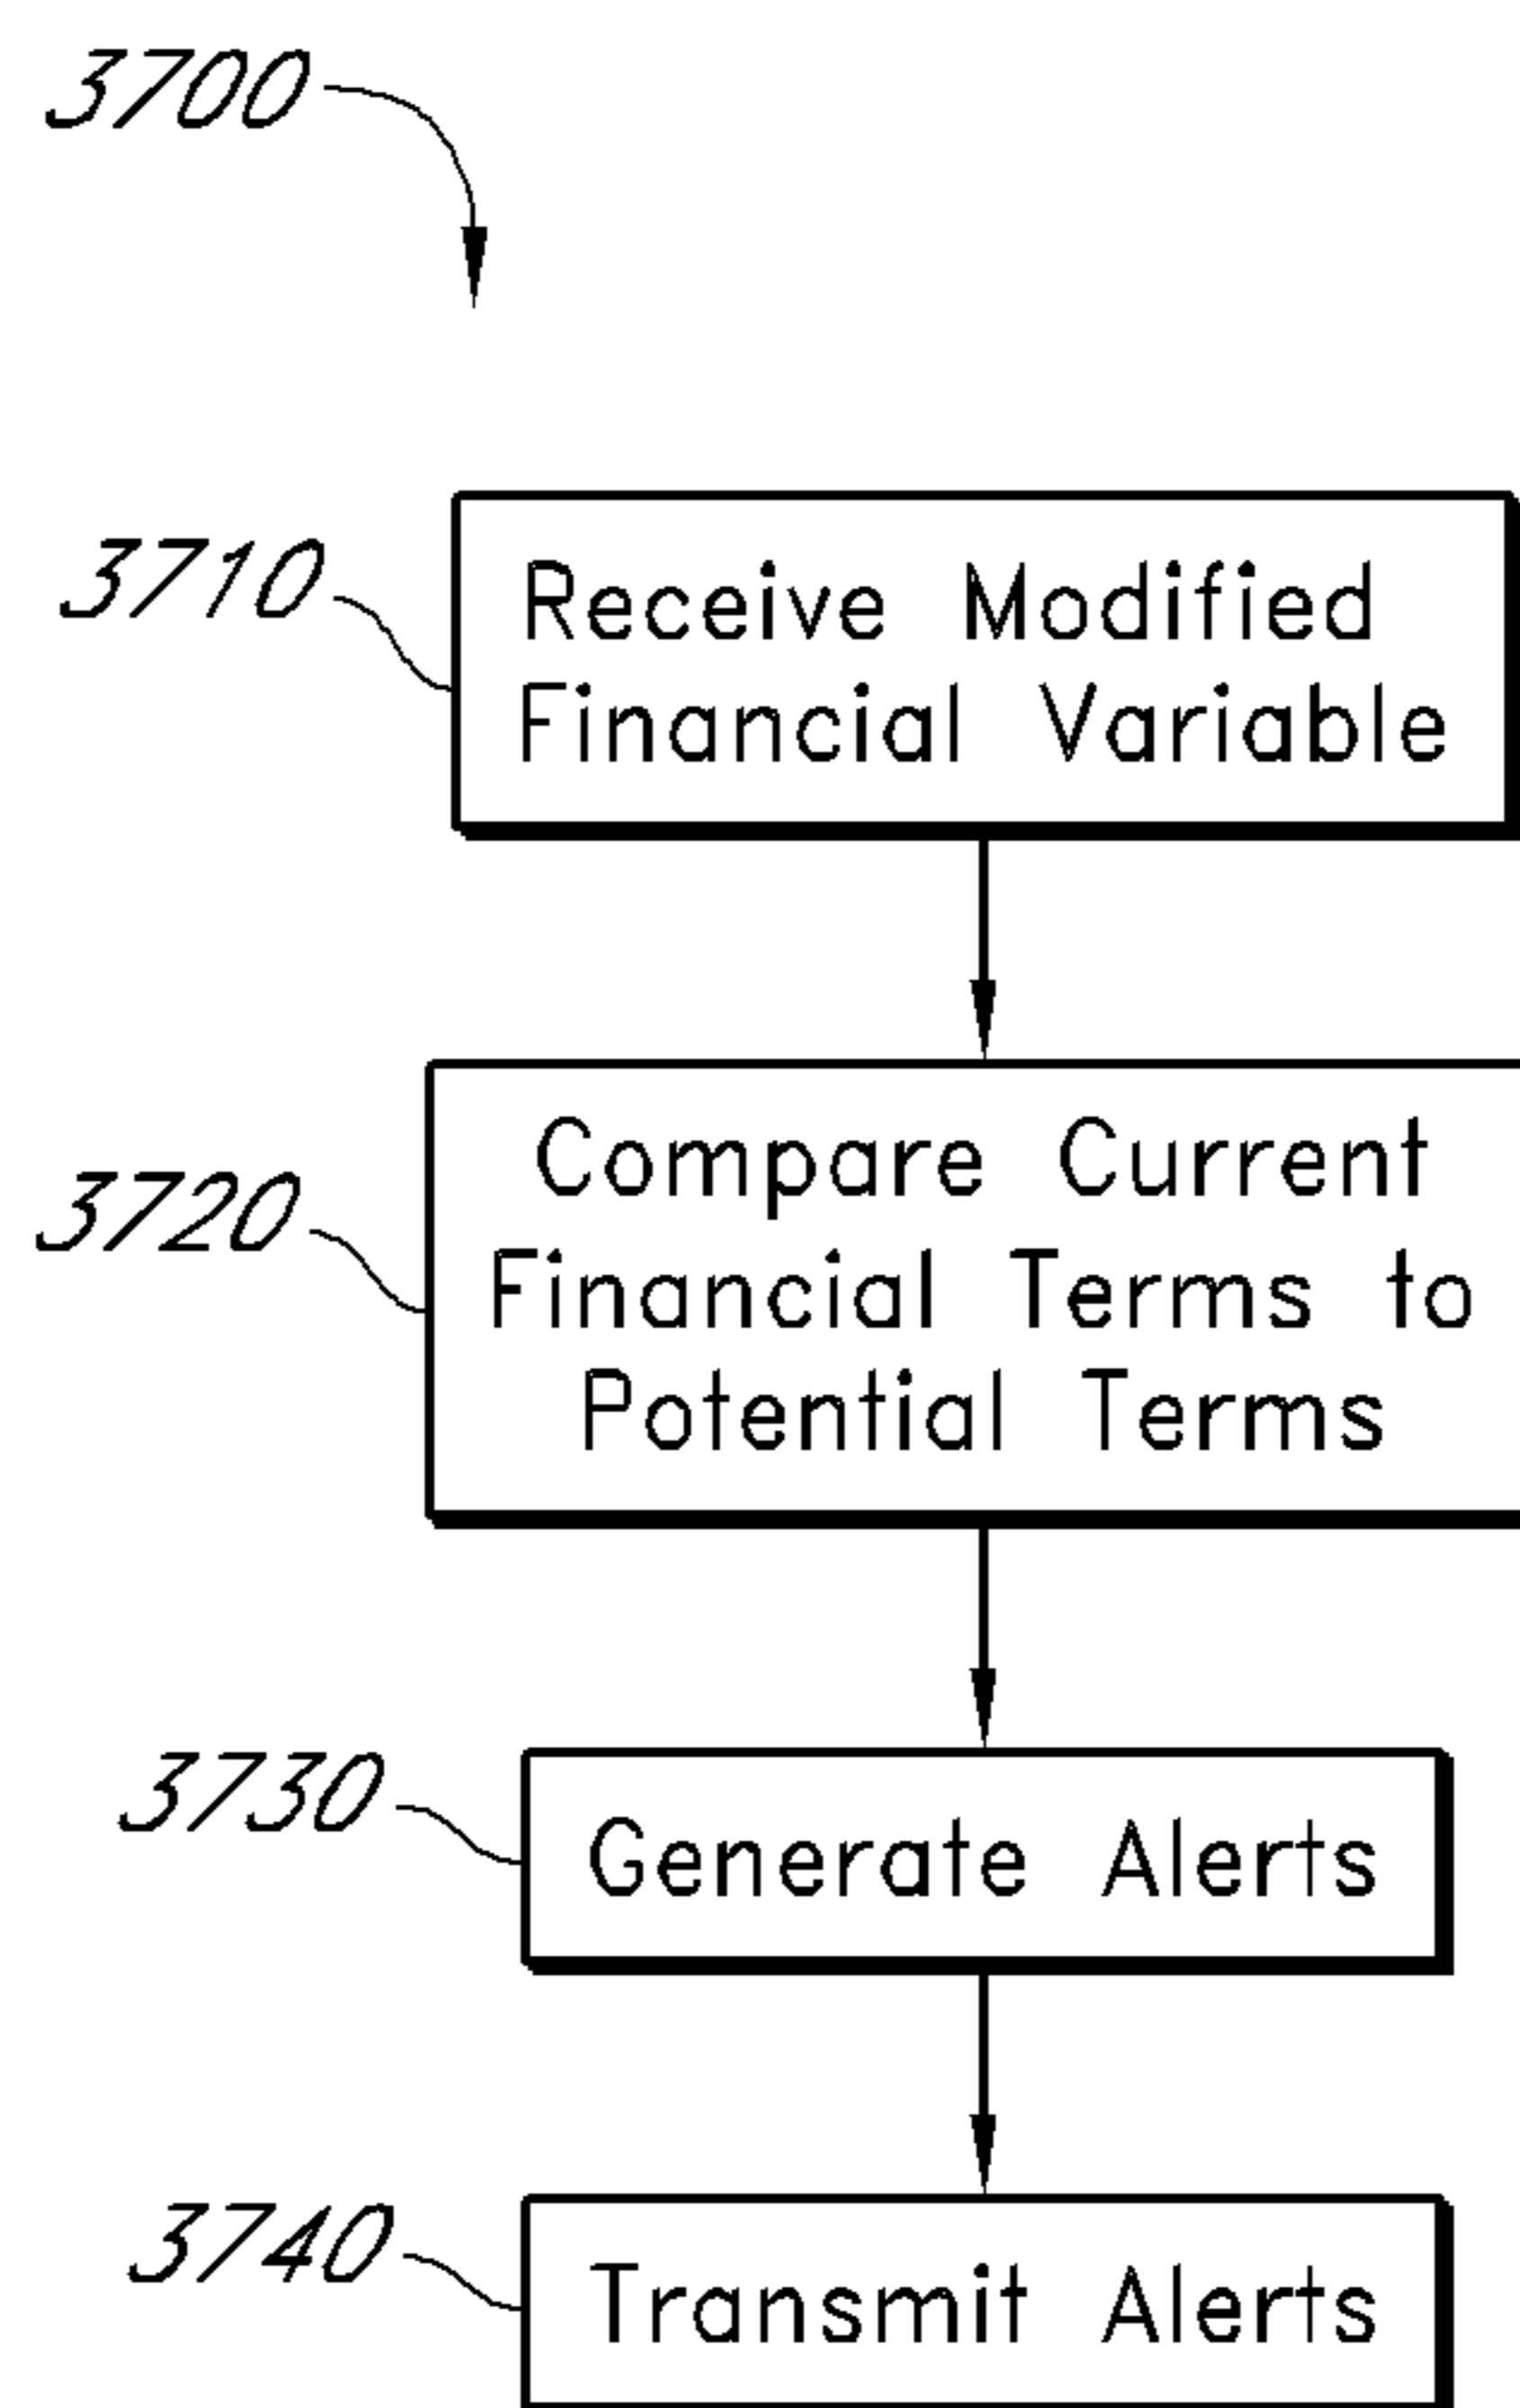 3700
3710
Receive Modified
Financial Variable
3720
Compare Current
Financial Terms to
Potential Terms
3730
Generate Alerts
3740
Transmit Alerts